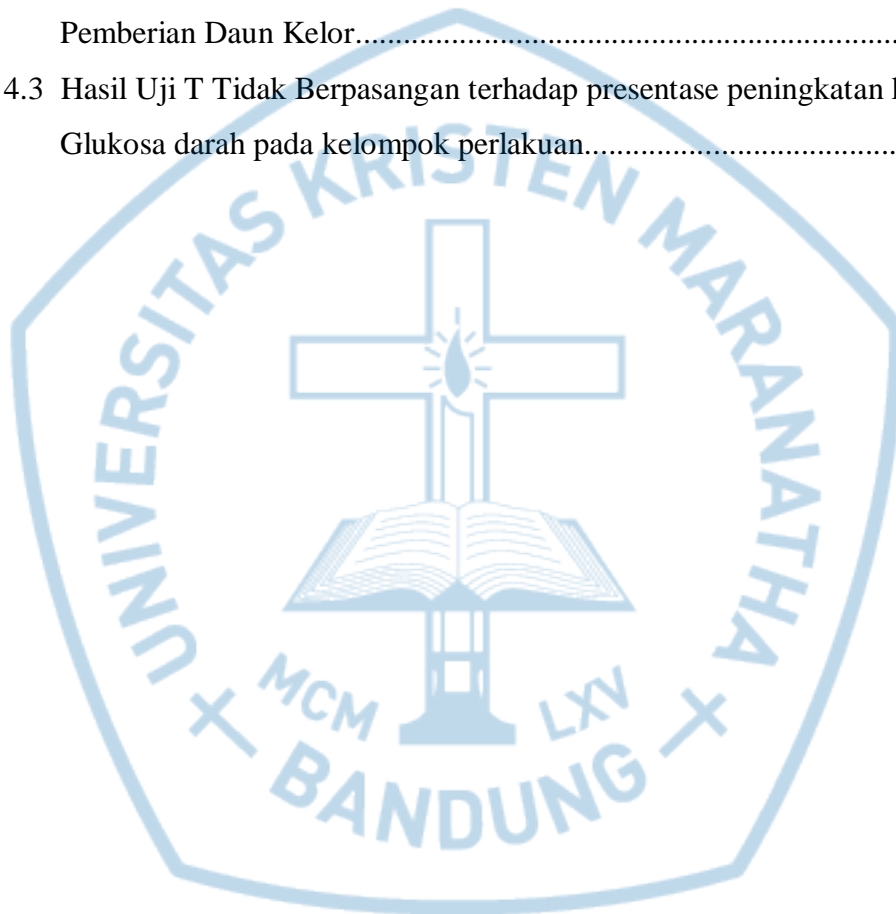 Pemberian Daun Kelor
4.3 Hasil Uji T Tidak Berpasangan terhadap presentase peningkatan
Glukosa darah pada kelompok perlakuan
UNIVERSITAS KRISTEN MARANATHA
MCM LXV
BANDUNG